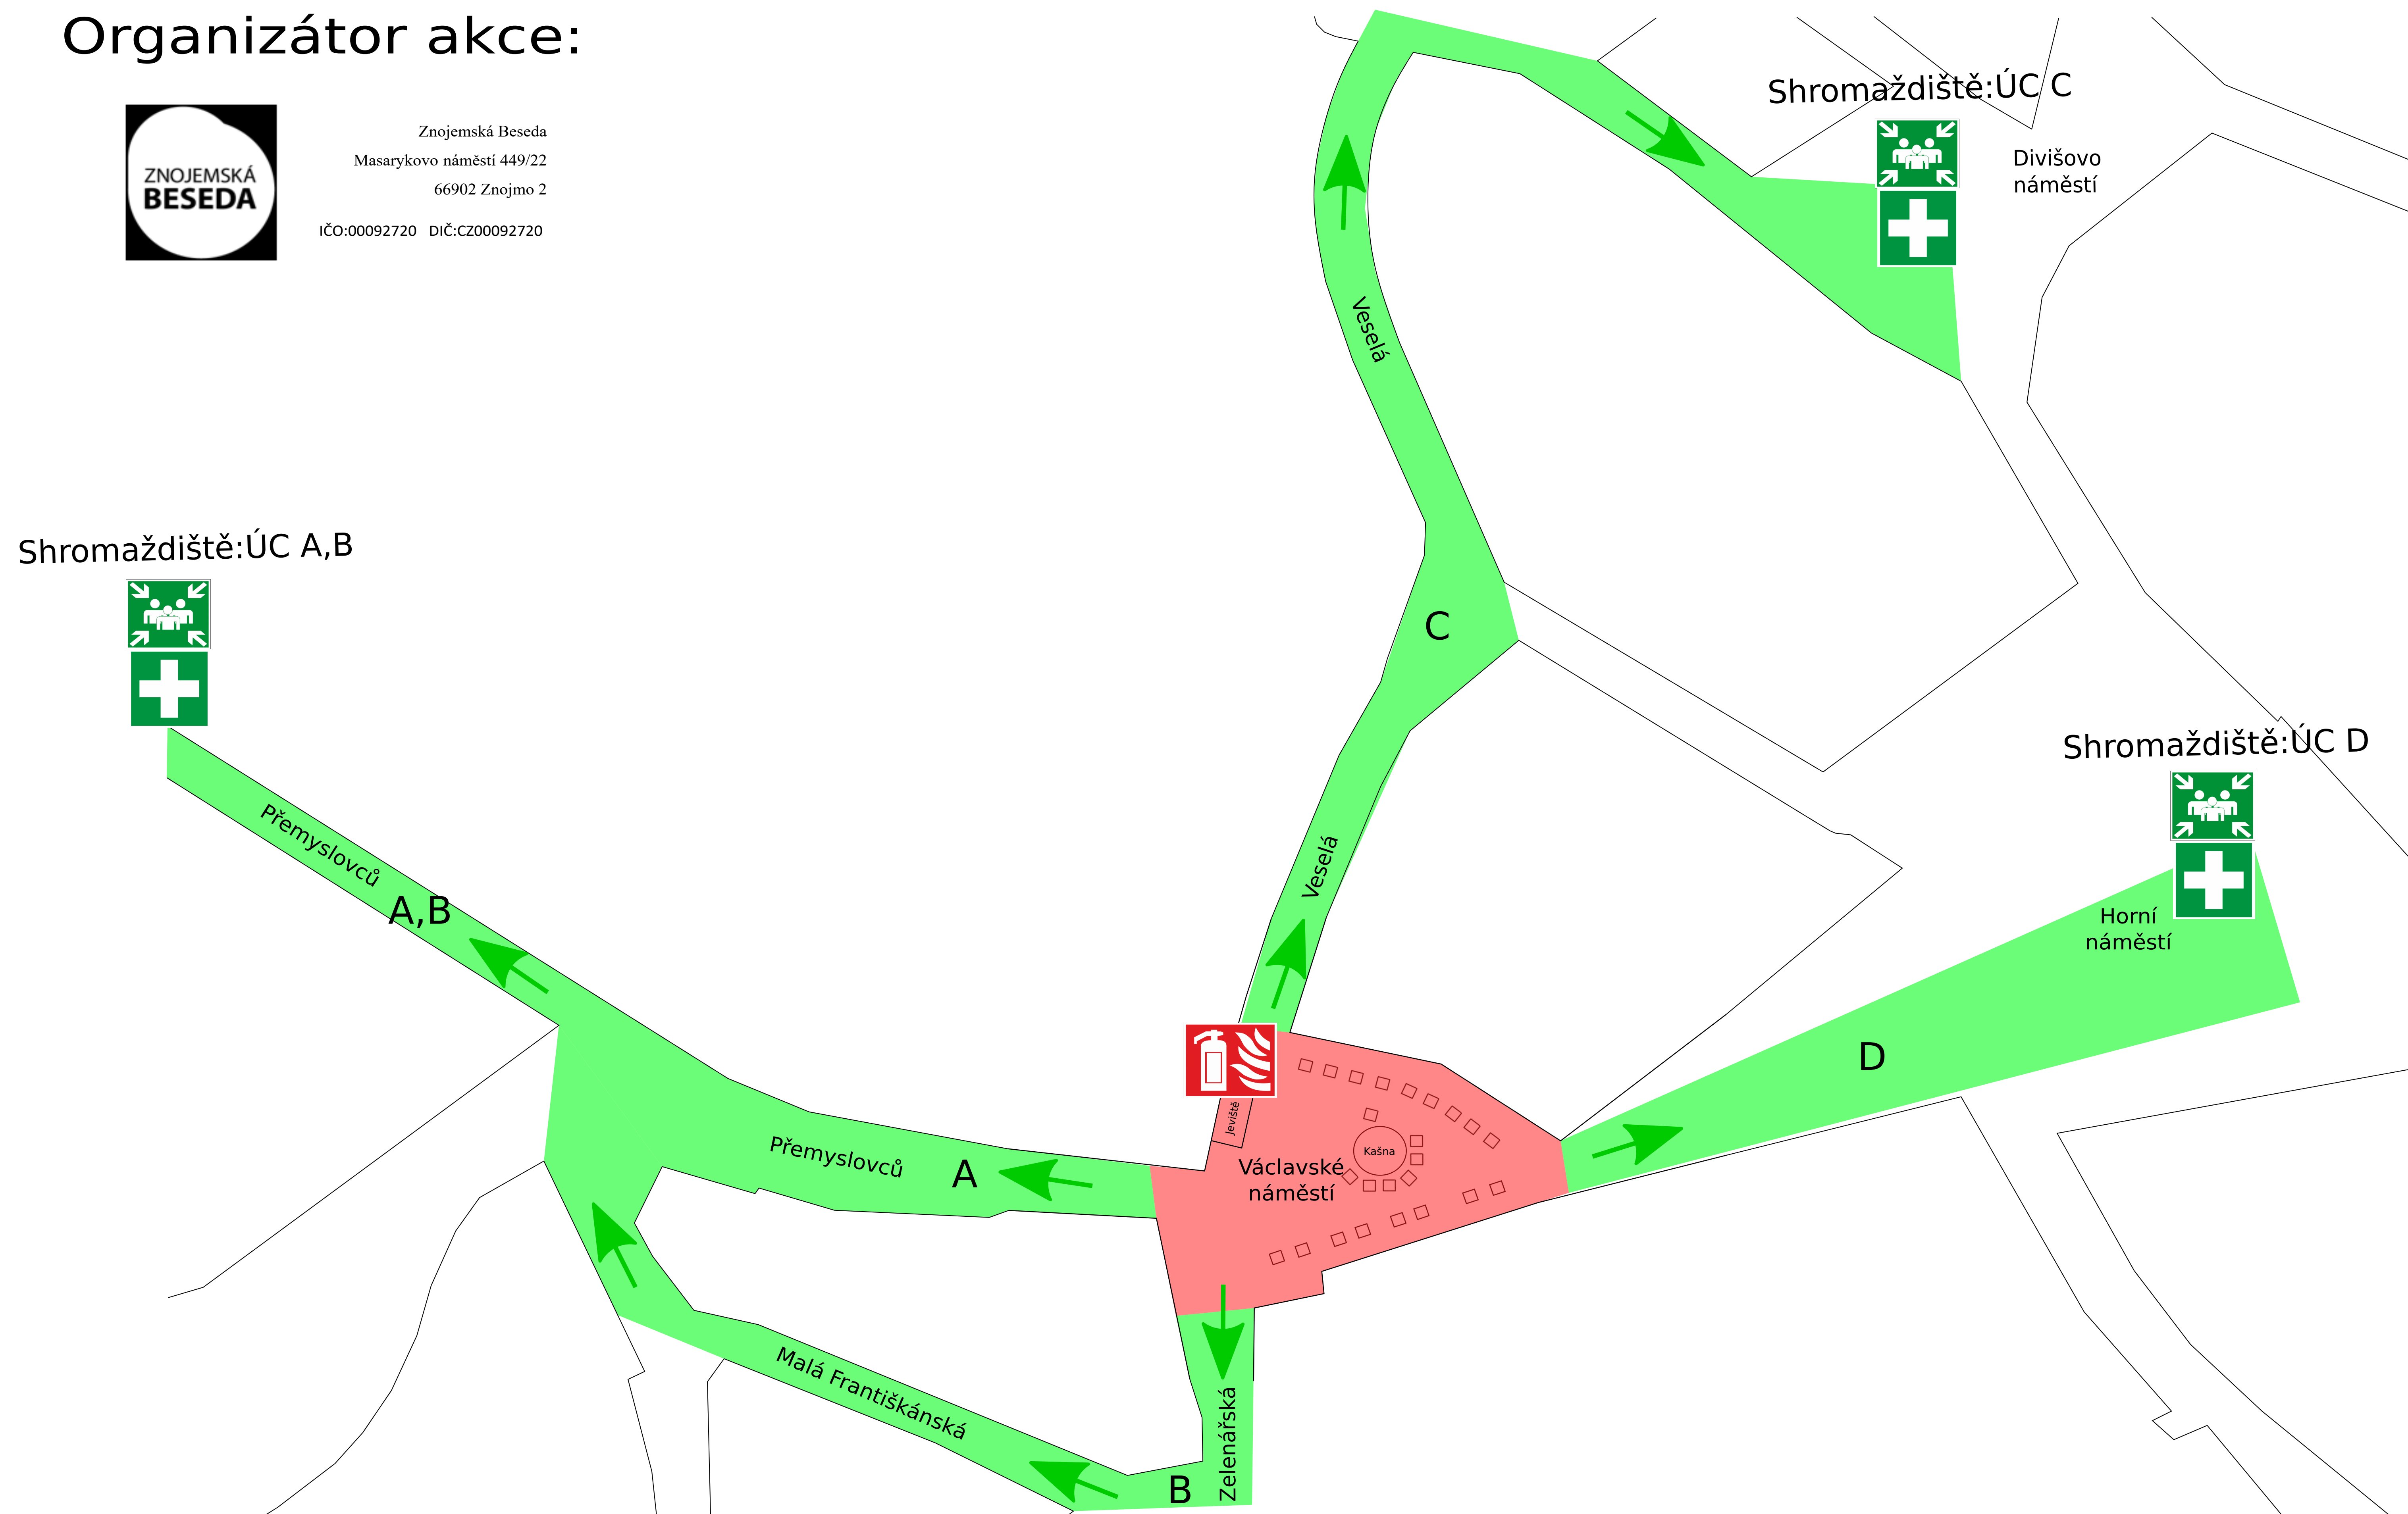 Organizátor akce:
ZNOJEMSKÁ
BESEDA
Znojemská Beseda
Masarykovo náměstí 449/22
66902 Znojmo 2
IČO:00092720 DIČ:CZ00092720
Shromaždiště:ÚC C
Divišovo
náměstí
Veselá
Shromaždiště:ÚC A,B
C
Shromaždiště:ÚC D
Přemyslovců
A,B
Veselá
Horní
náměstí
D
Jeviště
Přemyslovců
A
Kašna
Václavské
náměstí
Malá Františkánská
Zelenářská
B